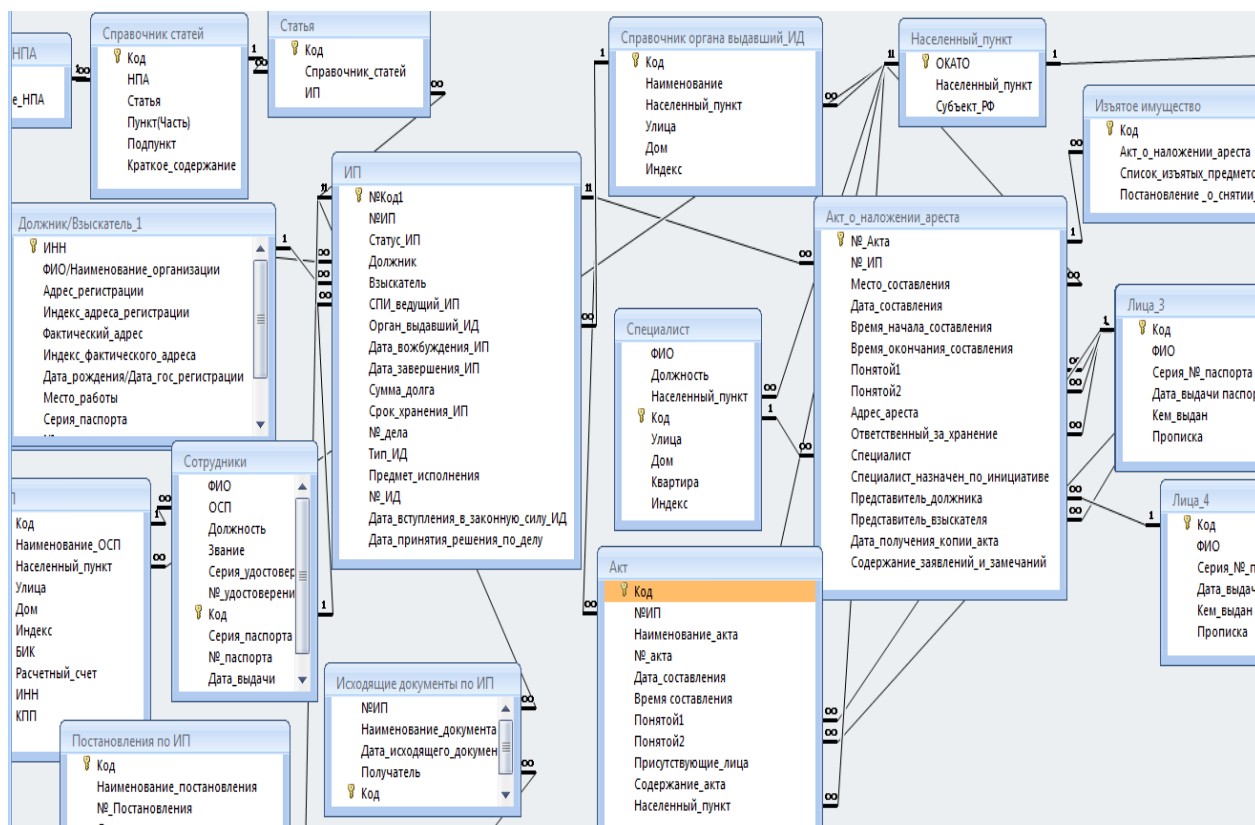 НПА
е_НПА
Справочник статей
Код
НПА
Статья
Пункт(Часть)
Подпункт
Краткое_содержание
Статья
Код
Справочник_статей
ИП
Справочник органа выдавший_ИД
Код
Наименование
Населенный_пункт
Улица
Дом
Индекс
Населенный_пункт
ОКАТО
Населенный_пункт
Субъект_РФ
Изъятое имущество
Код
Акт_о_наложении_ареста
Список_изъятых_предмето
Постановление _о_снятии_
Должник/Взыскатель_1
ИНН
ФИО/Наименование_организации
Адрес_регистрации
Индекс_адреса_регистрации
Фактический_адрес
Индекс_фактического_адреса
Дата_рождения/Дата_гос_регистрации
Место_работы
Серия_паспорта
ИП
№Код1
№ИП
Статус_ИП
Должник
Взыскатель
СПИ_ведущий_ИП
Орган_выдавший_ИД
Дата_вожбуждения_ИП
Дата_завершения_ИП
Сумма_долга
Срок_хранения_ИП
№_дела
Тип_ИД
Предмет_исполнения
№_ИД
Дата_вступления_в_законную_силу_ИД
Дата_принятия_решения_по_делу
Акт_о_наложении_ареста
№_Акта
№_ИП
Место_составления
Дата_составления
Время_начала_составления
Время_окончания_составления
Понятой1
Понятой2
Адрес_ареста
Ответственный_за_хранение
Специалист
Специалист_назначен_по_инициативе
Представитель_должника
Представитель_взыскателя
Дата_получения_копии_акта
Содержание_заявлений_и_замечаний
Специалист
ФИО
Должность
Населенный_пункт
Код
Улица
Дом
Квартира
Индекс
Лица_3
Код
ФИО
Серия_№_паспорта
Дата_выдачи паспор
Кем_выдан
Прописка
Лица_4
Код
ФИО
Серия_№_п
Дата_выдач
Кем_выдан
Прописка
Сотрудники
ФИО
ОСП
Должность
Звание
Серия_удостовер
№_удостоверени
Код
Серия_паспорта
№_паспорта
Дата_выдачи
П
Код
Наименование_ОСП
Населенный_пункт
Улица
Дом
Индекс
БИК
Расчетный_счет
ИНН
КПП
Акт
Код
№ИП
Наименование_акта
№_акта
Дата_составления
Время составления
Понятой1
Понятой2
Присутствующие_лица
Содержание_акта
Населенный_пункт
Исходящие документы по ИП
№ИП
Наименование_документа
Дата_исходящего_докумен
Получатель
Код
Постановления по ИП
Код
Наименование_постановления
№_Постановления